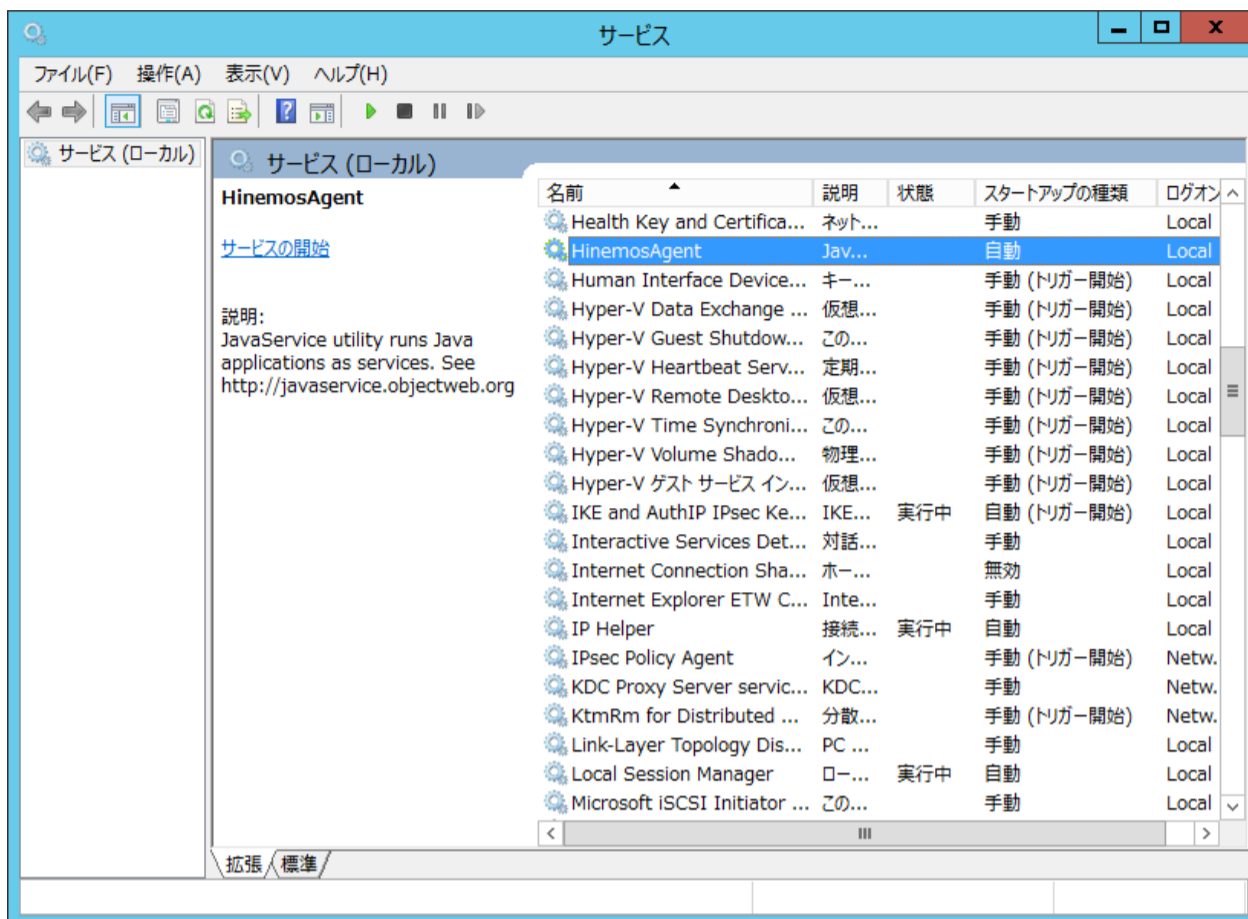 サービス
ファイル(F) 操作(A) 表示(V) ヘルプ(H)
サービス (ローカル)
サービス (ローカル)
HinemosAgent
サービスの開始
説明:
JavaService utility runs Java
applications as services. See
http://javaservice.objectweb.org
名前 説明 状態 スタートアップの種類 ログオン
Health Key and Certifica... ネット... 手動 Local
HinemosAgent Jav... 自動 Local
Human Interface Device... キー... 手動 (トリガー開始) Local
Hyper-V Data Exchange ... 仮想... 手動 (トリガー開始) Local
Hyper-V Guest Shutdow... この... 手動 (トリガー開始) Local
Hyper-V Heartbeat Serv... 定期... 手動 (トリガー開始) Local
Hyper-V Remote Deskto... 仮想... 手動 (トリガー開始) Local
Hyper-V Time Synchroni... この... 手動 (トリガー開始) Local
Hyper-V Volume Shado... 物理... 手動 (トリガー開始) Local
Hyper-V ゲスト サービス イン... 仮想... 手動 (トリガー開始) Local
IKE and AuthIP IPsec Ke... IKE... 実行中 自動 (トリガー開始) Local
Interactive Services Det... 対話... 手動 Local
Internet Connection Sha... ホー... 無効 Local
Internet Explorer ETW C... Inte... 手動 Local
IP Helper 接続... 実行中 自動 Local
IPsec Policy Agent イン... 手動 (トリガー開始) Netw.
KDC Proxy Server servic... KDC... 手動 Netw.
KtmRm for Distributed ... 分散... 手動 (トリガー開始) Netw.
Link-Layer Topology Dis... PC ... 手動 Local
Local Session Manager ロー... 実行中 自動 Local
Microsoft iSCSI Initiator ... この... 手動 Local
拡張 標準